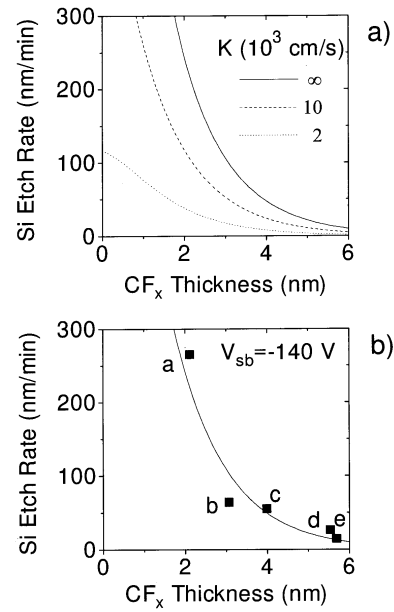 a)
300
K (10³ cm/s)
∞
200
10
2
100
0
0 2 4 6
Si Etch Rate (nm/min)
CFₓ Thickness (nm)
b)
300
V_sb=-140 V
a
200
100
b
c
d
e
0
0 2 4 6
Si Etch Rate (nm/min)
CFₓ Thickness (nm)